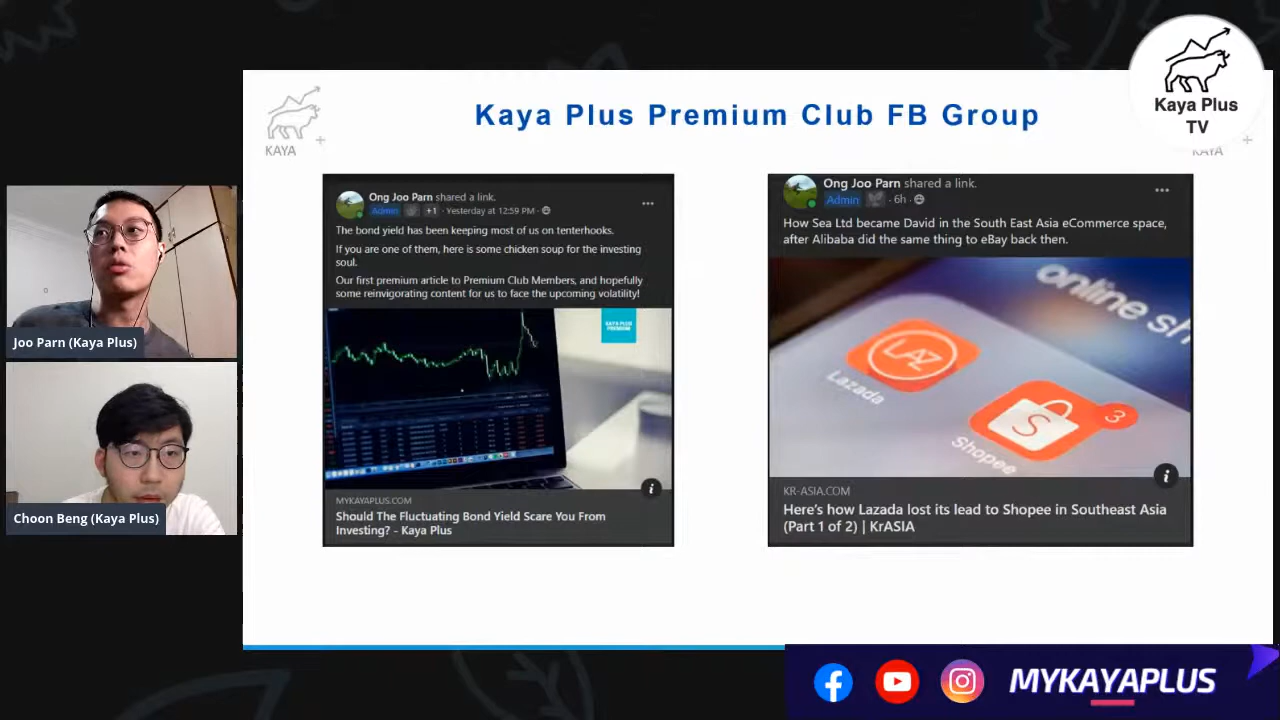 Kaya Plus
TV
KAYA
KAYA
Kaya Plus Premium Club FB Group
Joo Parn (Kaya Plus)
Choon Beng (Kaya Plus)
Ong Joo Parn shared a link.
Admin +1 · Yesterday at 12:59 PM ·
The bond yield has been keeping most of us on tenterhooks.
If you are one of them, here is some chicken soup for the investing
soul.
Our first premium article to Premium Club Members, and hopefully
some reinvigorating content for us to face the upcoming volatility!
KAYA PLUS
PREMIUM
MYKAYAPLUS.COM
Should The Fluctuating Bond Yield Scare You From
Investing? - Kaya Plus
Ong Joo Parn shared a link.
Admin · 6h ·
How Sea Ltd became David in the South East Asia eCommerce space,
after Alibaba did the same thing to eBay back then.
online sh
LAZ
Lazada
S
3
Shopee
KR-ASIA.COM
Here's how Lazada lost its lead to Shopee in Southeast Asia
(Part 1 of 2) | KrASIA
MYKAYAPLUS